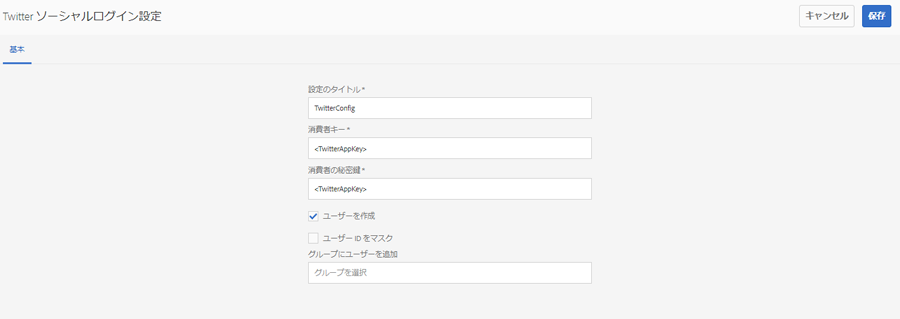 Twitter ソーシャルログイン設定
キャンセル
保存
基本
設定のタイトル *
TwitterConfig
消費者キー *
<TwitterAppKey>
消費者の秘密鍵 *
<TwitterAppKey>
ユーザーを作成
ユーザー ID をマスク
グループにユーザーを追加
グループを選択